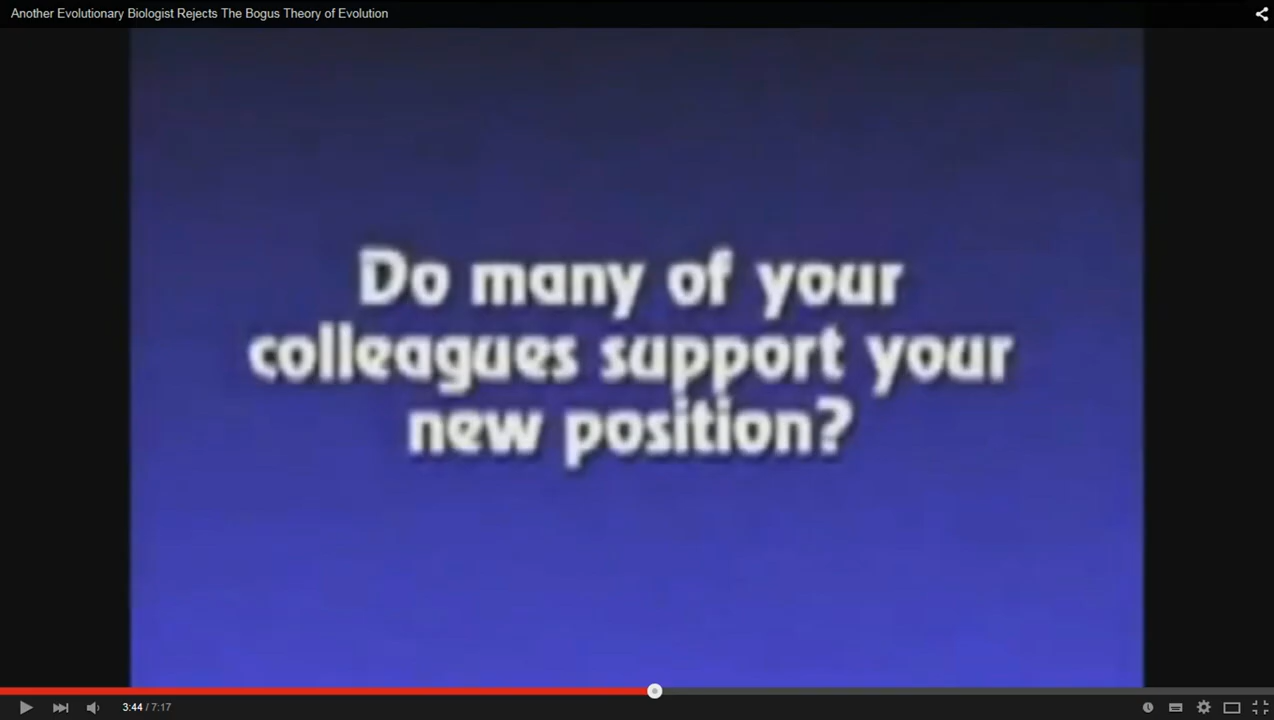 Another Evolutionary Biologist Rejects The Bogus Theory of Evolution
Do many of your
colleagues support your
new position?
3:44 / 7:17